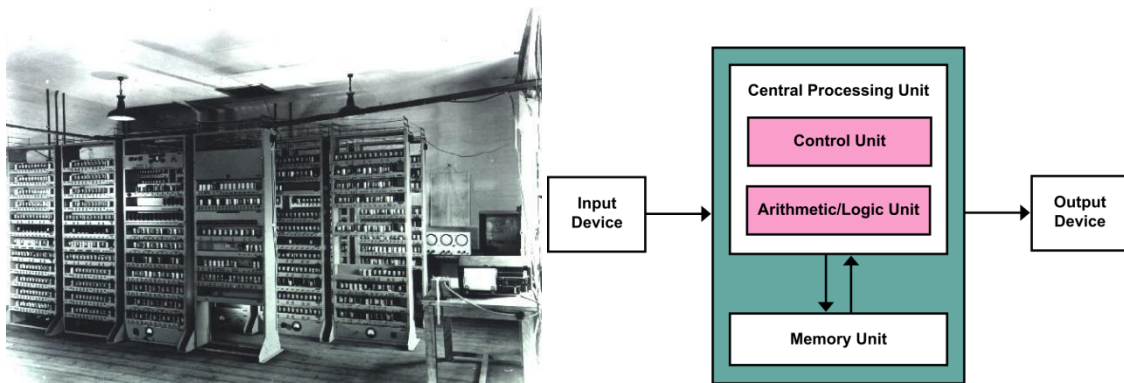 Central Processing Unit
Control Unit
Arithmetic/Logic Unit
Input
Device
Output
Device
Memory Unit